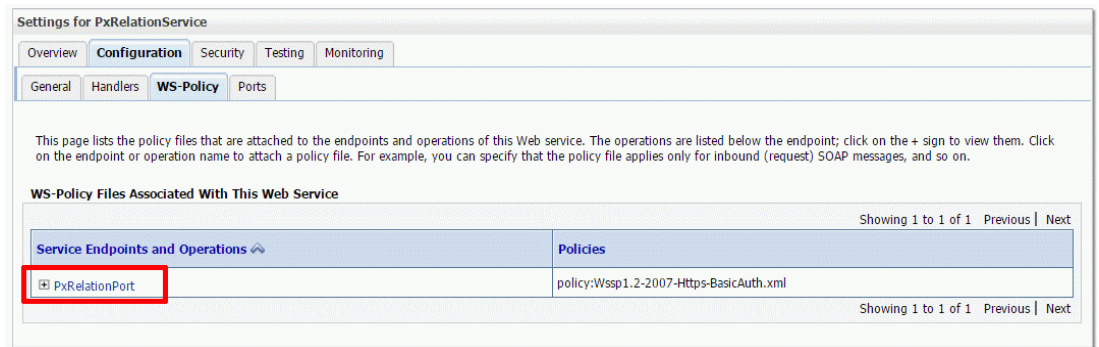 Settings for PxRelationService
Overview Configuration Security Testing Monitoring
General Handlers WS-Policy Ports
This page lists the policy files that are attached to the endpoints and operations of this Web service. The operations are listed below the endpoint; click on the + sign to view them. Click
on the endpoint or operation name to attach a policy file. For example, you can specify that the policy file applies only for inbound (request) SOAP messages, and so on.
WS-Policy Files Associated With This Web Service
Showing 1 to 1 of 1 Previous | Next
Service Endpoints and Operations Policies
PxRelationPort policy:Wssp1.2-2007-Https-BasicAuth.xml
Showing 1 to 1 of 1 Previous | Next